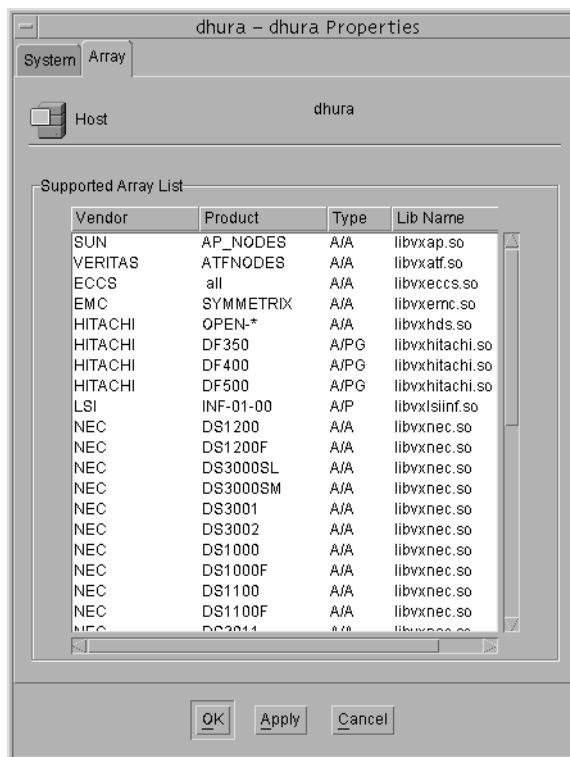 dhura – dhura Properties
System Array
Host dhura
Supported Array List
Vendor Product Type Lib Name
SUN AP_NODES A/A libvxap.so
VERITAS ATFNODES A/A libvxatf.so
ECCS all A/A libvxeccs.so
EMC SYMMETRIX A/A libvxemc.so
HITACHI OPEN-* A/A libvxhds.so
HITACHI DF350 A/PG libvxhitachi.so
HITACHI DF400 A/PG libvxhitachi.so
HITACHI DF500 A/PG libvxhitachi.so
LSI INF-01-00 A/P libvxlsiinf.so
NEC DS1200 A/A libvxnec.so
NEC DS1200F A/A libvxnec.so
NEC DS3000SL A/A libvxnec.so
NEC DS3000SM A/A libvxnec.so
NEC DS3001 A/A libvxnec.so
NEC DS3002 A/A libvxnec.so
NEC DS1000 A/A libvxnec.so
NEC DS1000F A/A libvxnec.so
NEC DS1100 A/A libvxnec.so
NEC DS1100F A/A libvxnec.so
NEC A/A libvxnec.so
OK Apply Cancel